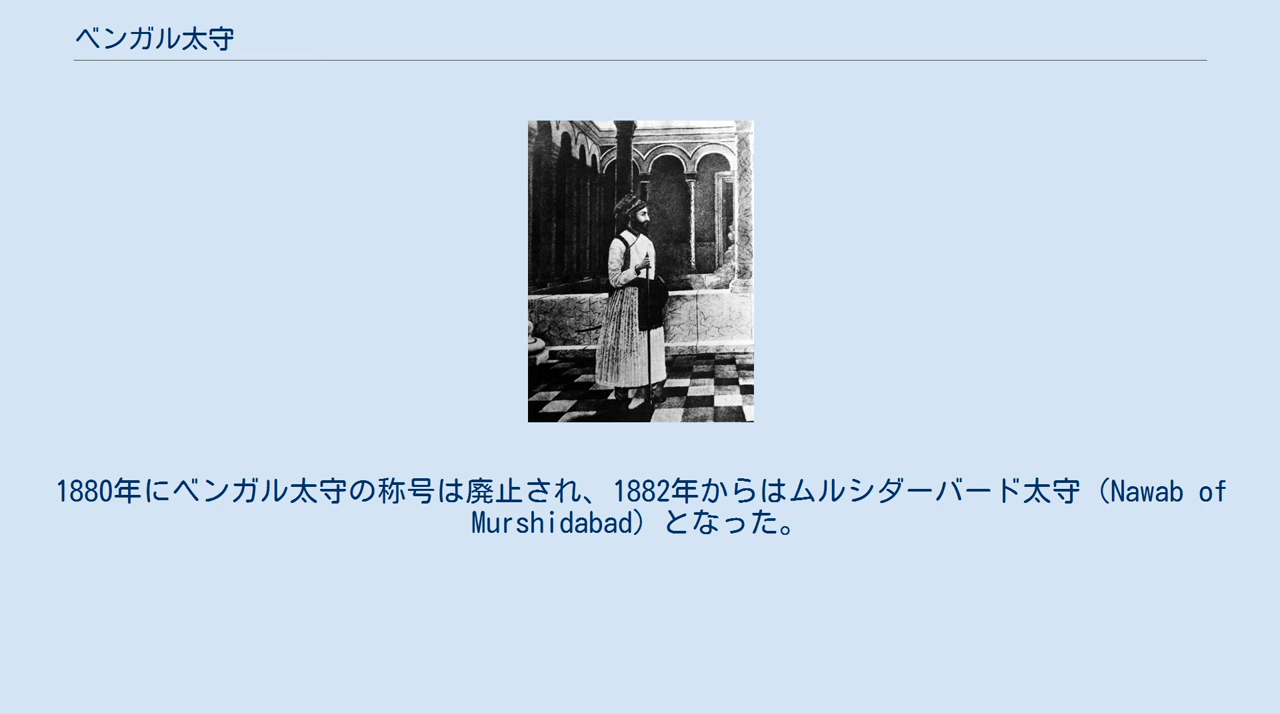 ベンガル太守
1880年にベンガル太守の称号は廃止され、1882年からはムルシダーバード太守（Nawab of
Murshidabad）となった。